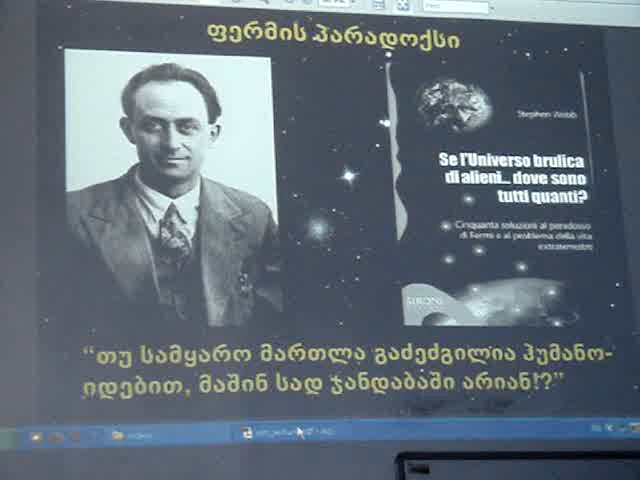 ფერმის პარადოქსი
Stephen Webb
Se l'Universo brulica
di alieni... dove sono
tutti quanti?
Cinquanta soluzioni al paradosso
di Fermi e al problema della vita
extraterrestre
SIRONI
“თუ სამყარო მართლა გაძეძგილია ჰუმანო-
იდებით, მაშინ სად ჯანდაბაში არიან!?”